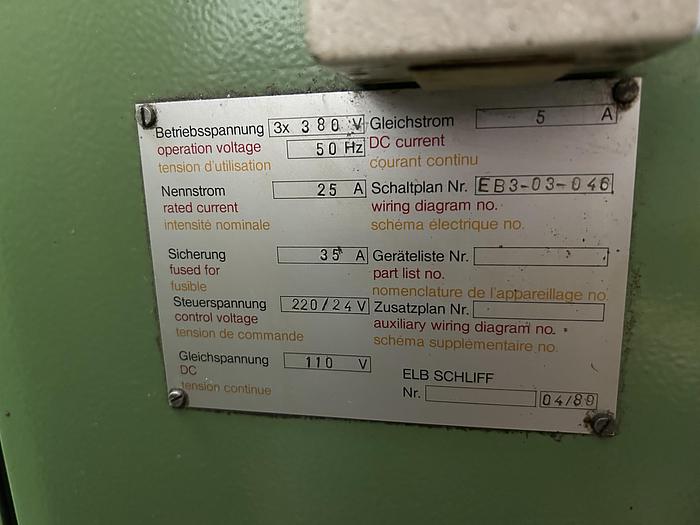 Betriebsspannung 3x 380 V
operation voltage 50 Hz
tension d'utilisation
Nennstrom 25 A
rated current
intensité nominale
Sicherung 35 A
fused for
fusible
Steuerspannung 220/24 V
control voltage
tension de commande
Gleichspannung 110 V
DC
tension continue
Gleichstrom 5 A
DC current
courant continu
Schaltplan Nr. EB3-03-046
wiring diagram no.
schéma électrique no.
Geräteliste Nr.
part list no.
nomenclature de l'appareillage no.
Zusatzplan Nr.
auxiliary wiring diagram no.
schéma supplémentaire no.
ELB SCHLIFF
Nr. 04/89